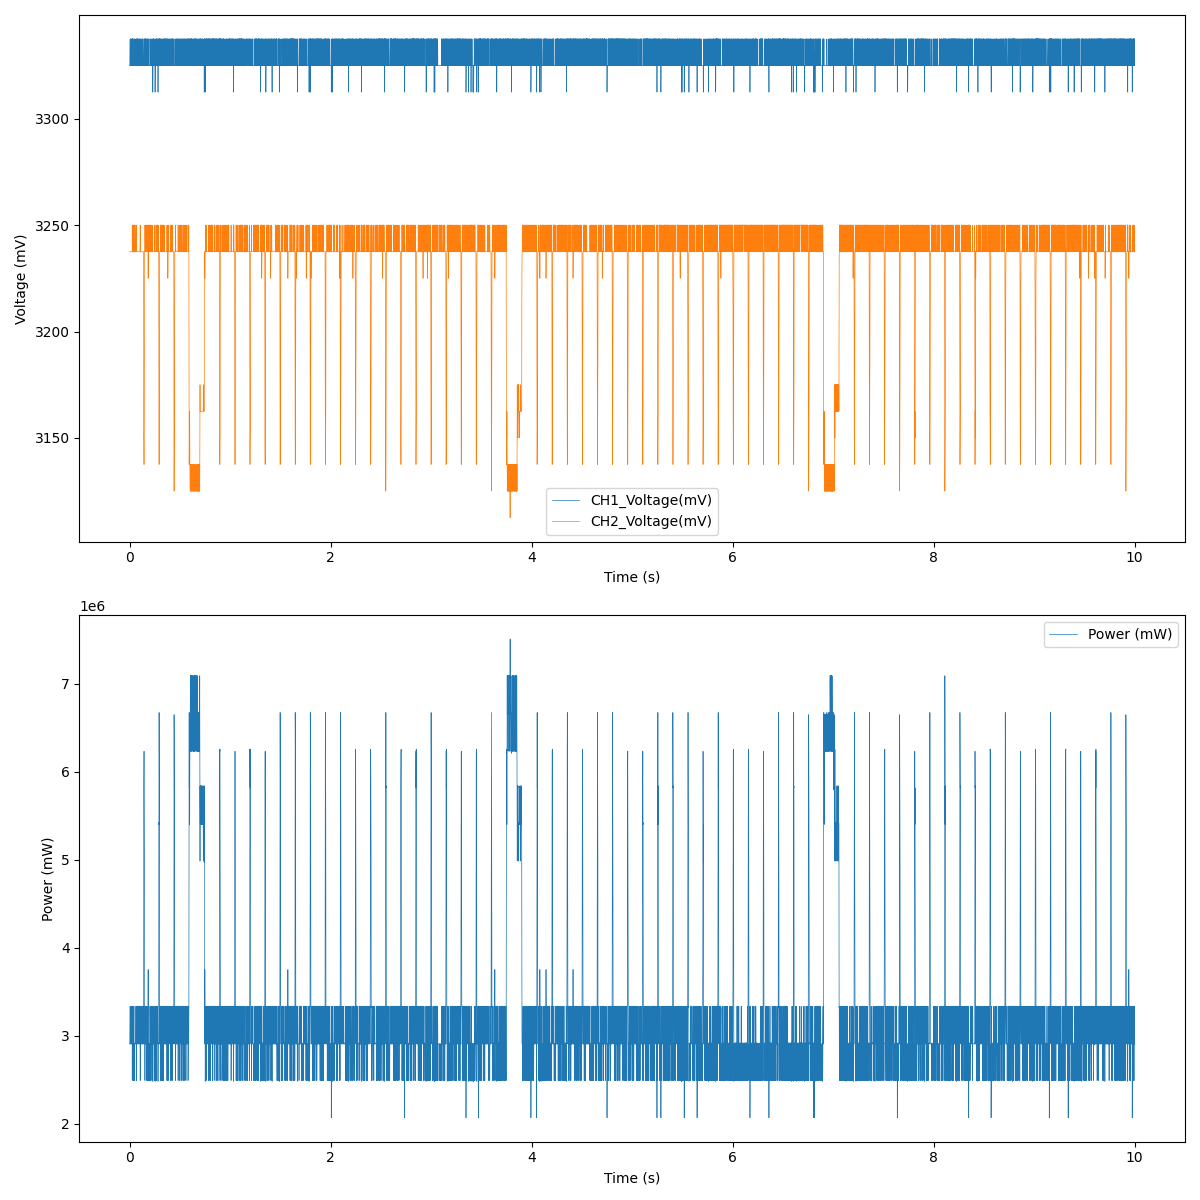 3300
3250
3200
3150
Voltage (mV)
CH1_Voltage(mV)
CH2_Voltage(mV)
0 2 4 6 8 10
Time (s)
1e6
Power (mW)
7
6
5
4
3
2
Power (mW)
0 2 4 6 8 10
Time (s)